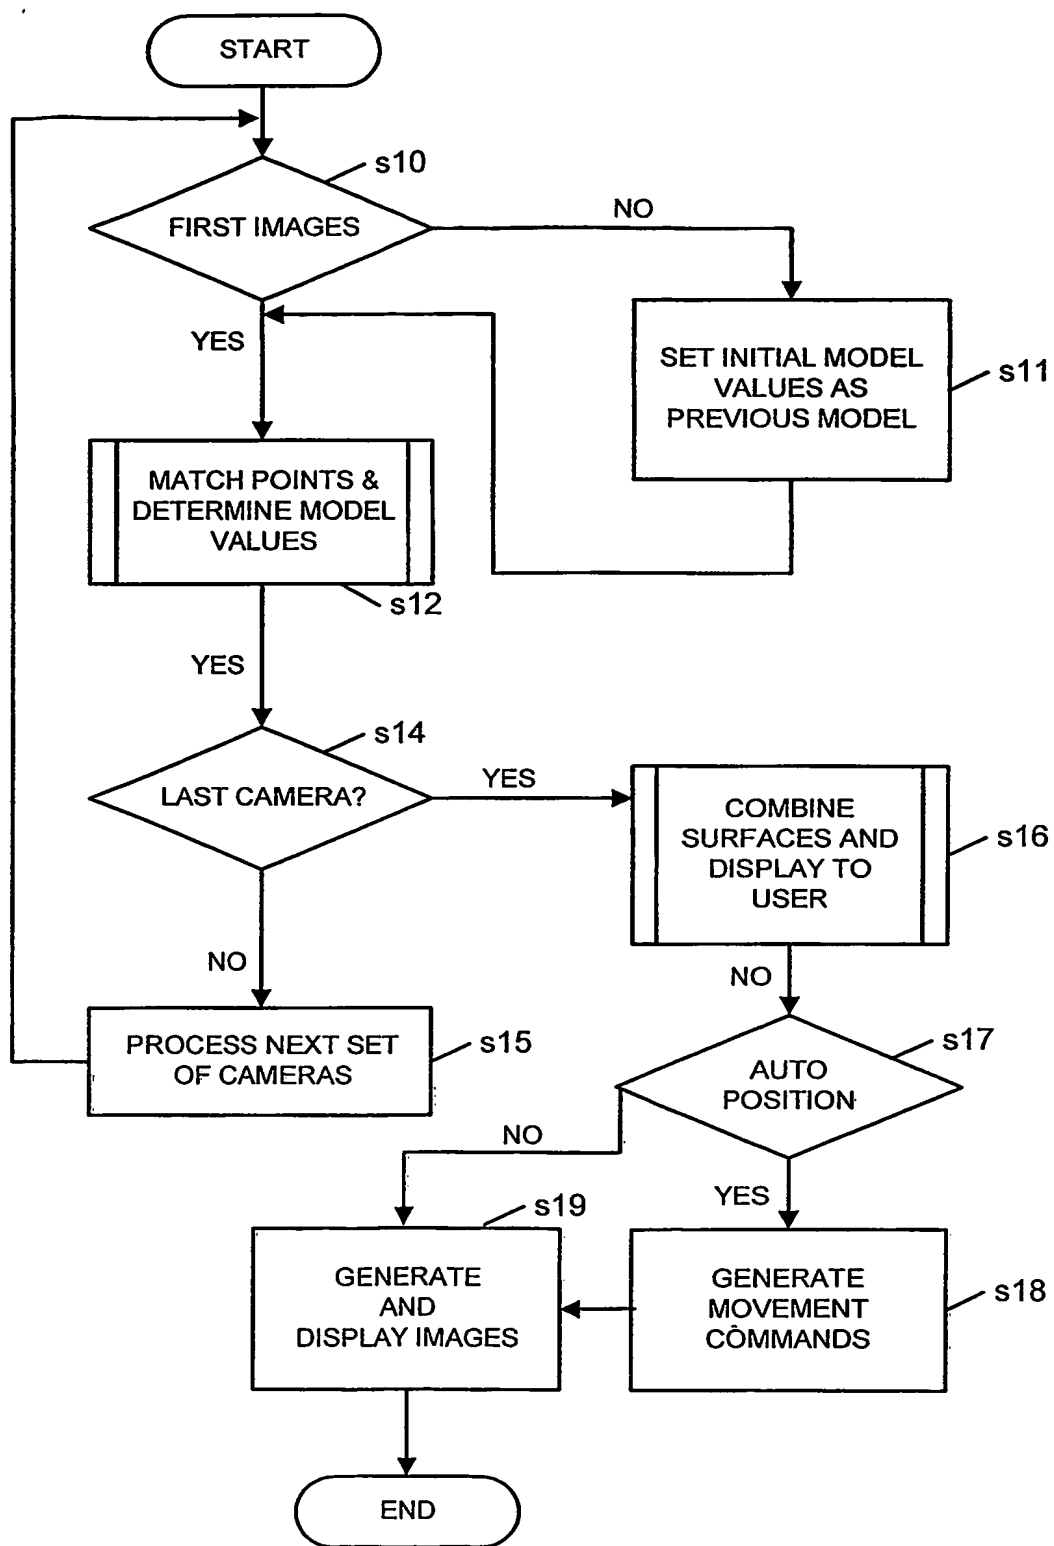 START
s10
FIRST IMAGES
NO
YES
SET INITIAL MODEL
VALUES AS
PREVIOUS MODEL
s11
MATCH POINTS &
DETERMINE MODEL
VALUES
s12
YES
s14
LAST CAMERA?
YES
COMBINE
SURFACES AND
DISPLAY TO
USER
s16
NO
NO
PROCESS NEXT SET
OF CAMERAS
s15
s17
AUTO
POSITION
NO
YES
s19
GENERATE
AND
DISPLAY IMAGES
GENERATE
MOVEMENT
COMMANDS
s18
END